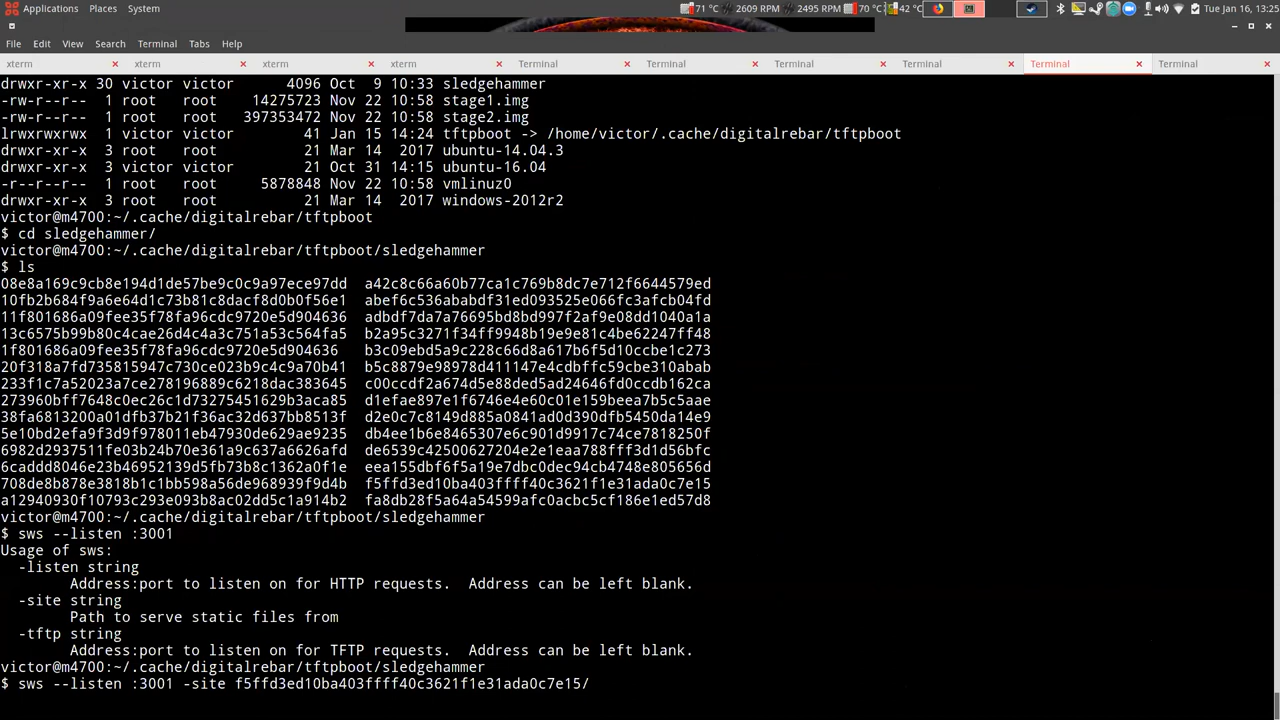 Applications Places System 71 °C 2609 RPM 2495 RPM 70 °C 42 °C Tue Jan 16, 13:25
File Edit View Search Terminal Tabs Help
xterm xterm xterm xterm Terminal Terminal Terminal Terminal Terminal Terminal
drwxr-xr-x 30 victor victor 4096 Oct 9 10:33 sledgehammer
-rw-r--r-- 1 root root 14275723 Nov 22 10:58 stage1.img
-rw-r--r-- 1 root root 397353472 Nov 22 10:58 stage2.img
lrwxrwxrwx 1 victor victor 41 Jan 15 14:24 tftpboot -> /home/victor/.cache/digitalrebar/tftpboot
drwxr-xr-x 3 root root 21 Mar 14 2017 ubuntu-14.04.3
drwxr-xr-x 3 victor victor 21 Oct 31 14:15 ubuntu-16.04
-r--r--r-- 1 root root 5878848 Nov 22 10:58 vmlinuz0
drwxr-xr-x 3 root root 21 Mar 14 2017 windows-2012r2
victor@m4700:~/.cache/digitalrebar/tftpboot
$ cd sledgehammer/
victor@m4700:~/.cache/digitalrebar/tftpboot/sledgehammer
$ ls
08e8a169c9cb8e194d1de57be9c0c9a97ece97dd a42c8c66a60b77ca1c769b8dc7e712f6644579ed
10fb2b684f9a6e64d1c73b81c8dacf8d0b0f56e1 abef6c536ababdf31ed093525e066fc3afcb04fd
11f801686a09fee35f78fa96cdc9720e5d904636 adbdf7da7a76695bd8bd997f2af9e08dd1040a1a
13c6575b99b80c4cae26d4c4a3c751a53c564fa5 b2a95c3271f34ff9948b19e9e81c4be62247ff48
1f801686a09fee35f78fa96cdc9720e5d904636 b3c09ebd5a9c228c66d8a617b6f5d10ccbe1c273
20f318a7fd735815947c730ce023b9c4c9a70b41 b5c8879e98978d411147e4cdbffc59cbe310abab
233f1c7a52023a7ce278196889c6218dac383645 c00ccdf2a674d5e88ded5ad24646fd0ccdb162ca
273960bff7648c0ec26c1d73275451629b3aca85 d1efae897e1f6746e4e60c01e159beea7b5c5aae
38fa6813200a01dfb37b21f36ac32d637bb8513f d2e0c7c8149d885a0841ad0d390dfb5450da14e9
5e10bd2efa9f3d9f978011eb47930de629ae9235 db4ee1b6e8465307e6c901d9917c74ce7818250f
6982d2937511fe03b24b70e361a9c637a6626afd de6539c42500627204e2e1eaa788fff3d1d56bfc
6caddd8046e23b46952139d5fb73b8c1362a0f1e eea155dbf6f5a19e7dbc0dec94cb4748e805656d
708de8b878e3818b1c1bb598a56de968939f9d4b f5ffd3ed10ba403ffff40c3621f1e31ada0c7e15
a12940930f10793c293e093b8ac02dd5c1a914b2 fa8db28f5a64a54599afc0acbc5cf186e1ed57d8
victor@m4700:~/.cache/digitalrebar/tftpboot/sledgehammer
$ sws --listen :3001
Usage of sws:
-listen string
Address:port to listen on for HTTP requests. Address can be left blank.
-site string
Path to serve static files from
-tftp string
Address:port to listen on for TFTP requests. Address can be left blank.
victor@m4700:~/.cache/digitalrebar/tftpboot/sledgehammer
$ sws --listen :3001 -site f5ffd3ed10ba403ffff40c3621f1e31ada0c7e15/